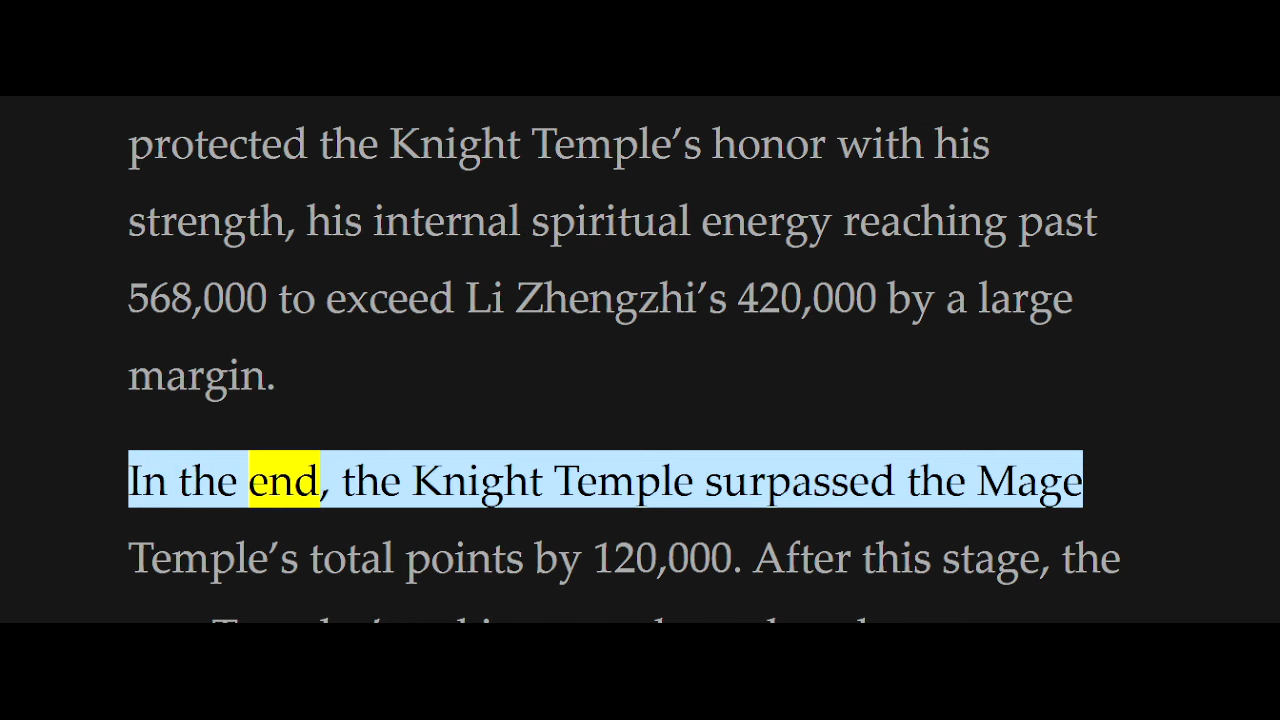 protected the Knight Temple’s honor with his
strength, his internal spiritual energy reaching past
568,000 to exceed Li Zhengzhi’s 420,000 by a large
margin.
In the end, the Knight Temple surpassed the Mage
Temple’s total points by 120,000. After this stage, the